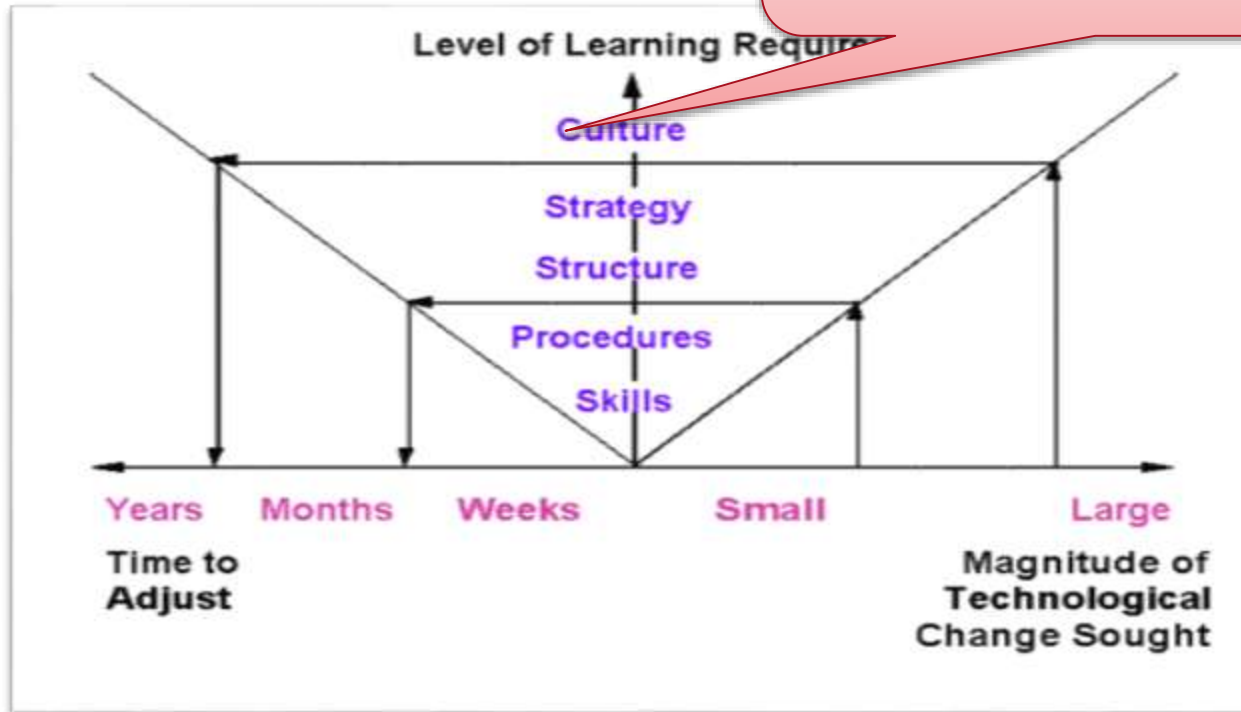 Level of Learning Require
Culture
Strategy
Structure
Procedures
Skills
Years Months Weeks Small Large
Time to
Adjust
Magnitude of
Technological
Change Sought